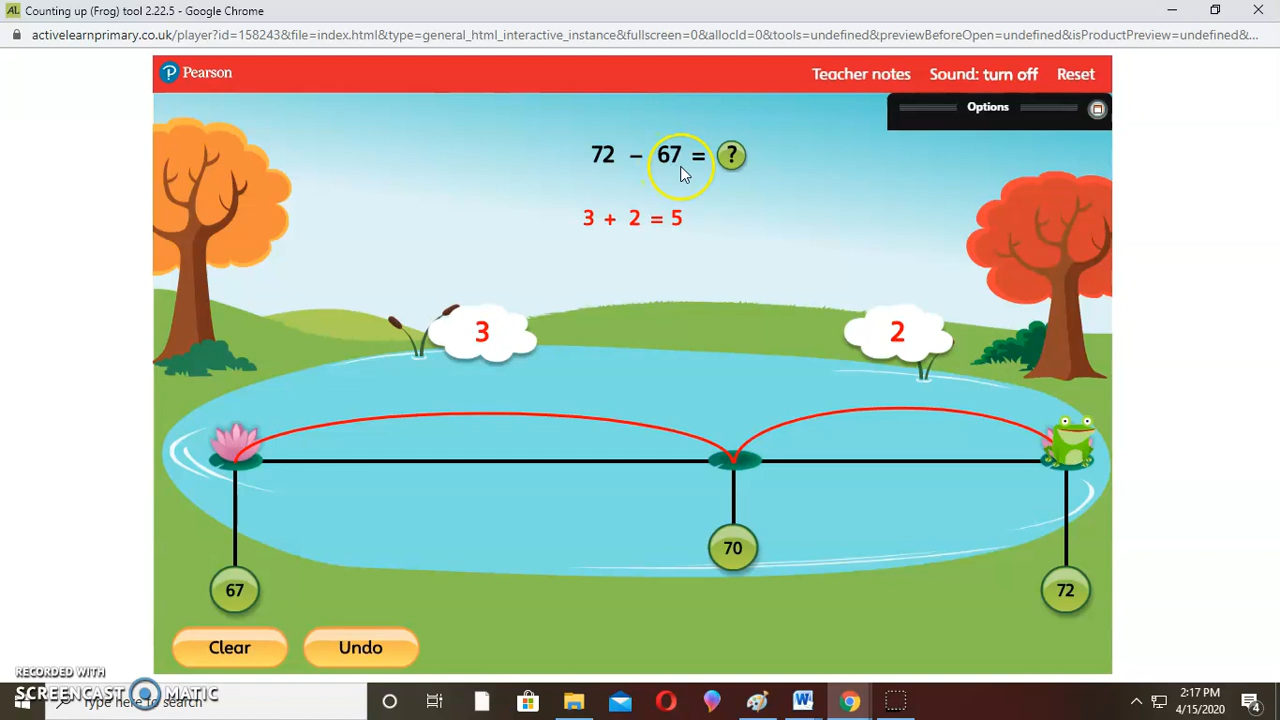 Counting up (Frog) tool 2.22.5 - Google Chrome
activelearnprimary.co.uk/player?id=158243&file=index.html&type=general_html_interactive_instance&fullscreen=0&allocId=0&tools=undefined&previewBeforeOpen=undefined&isProductPreview=undefined&...
Pearson
Teacher notes Sound: turn off Reset
Options
72 – 67 = ?
3 + 2 = 5
3 2
70
67 72
Clear Undo
RECORDED WITH
SCREENCAST MATIC
Type here to search
2:17 PM
4/15/2020
4